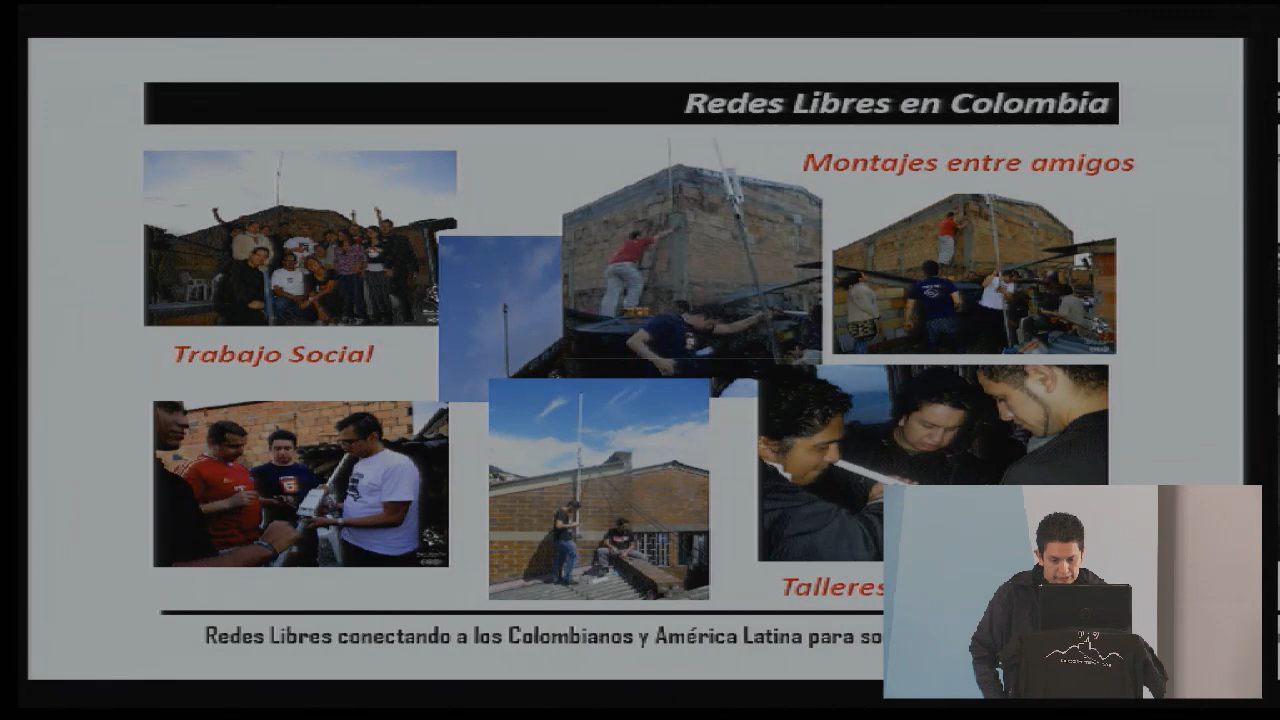 Redes Libres en Colombia
Montajes entre amigos
Trabajo Social
Talleres
Redes Libres conectando a los Colombianos y América Latina para so